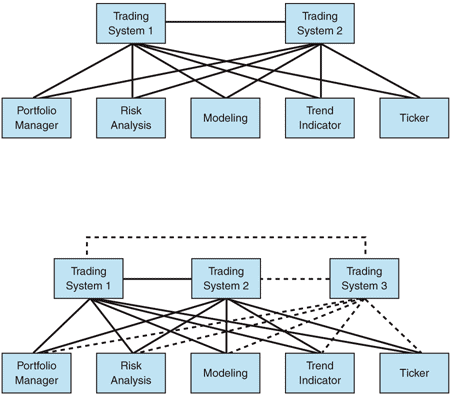 Trading
System 1
Trading
System 2
Portfolio
Manager
Risk
Analysis
Modeling
Trend
Indicator
Ticker
Trading
System 1
Trading
System 2
Trading
System 3
Portfolio
Manager
Risk
Analysis
Modeling
Trend
Indicator
Ticker